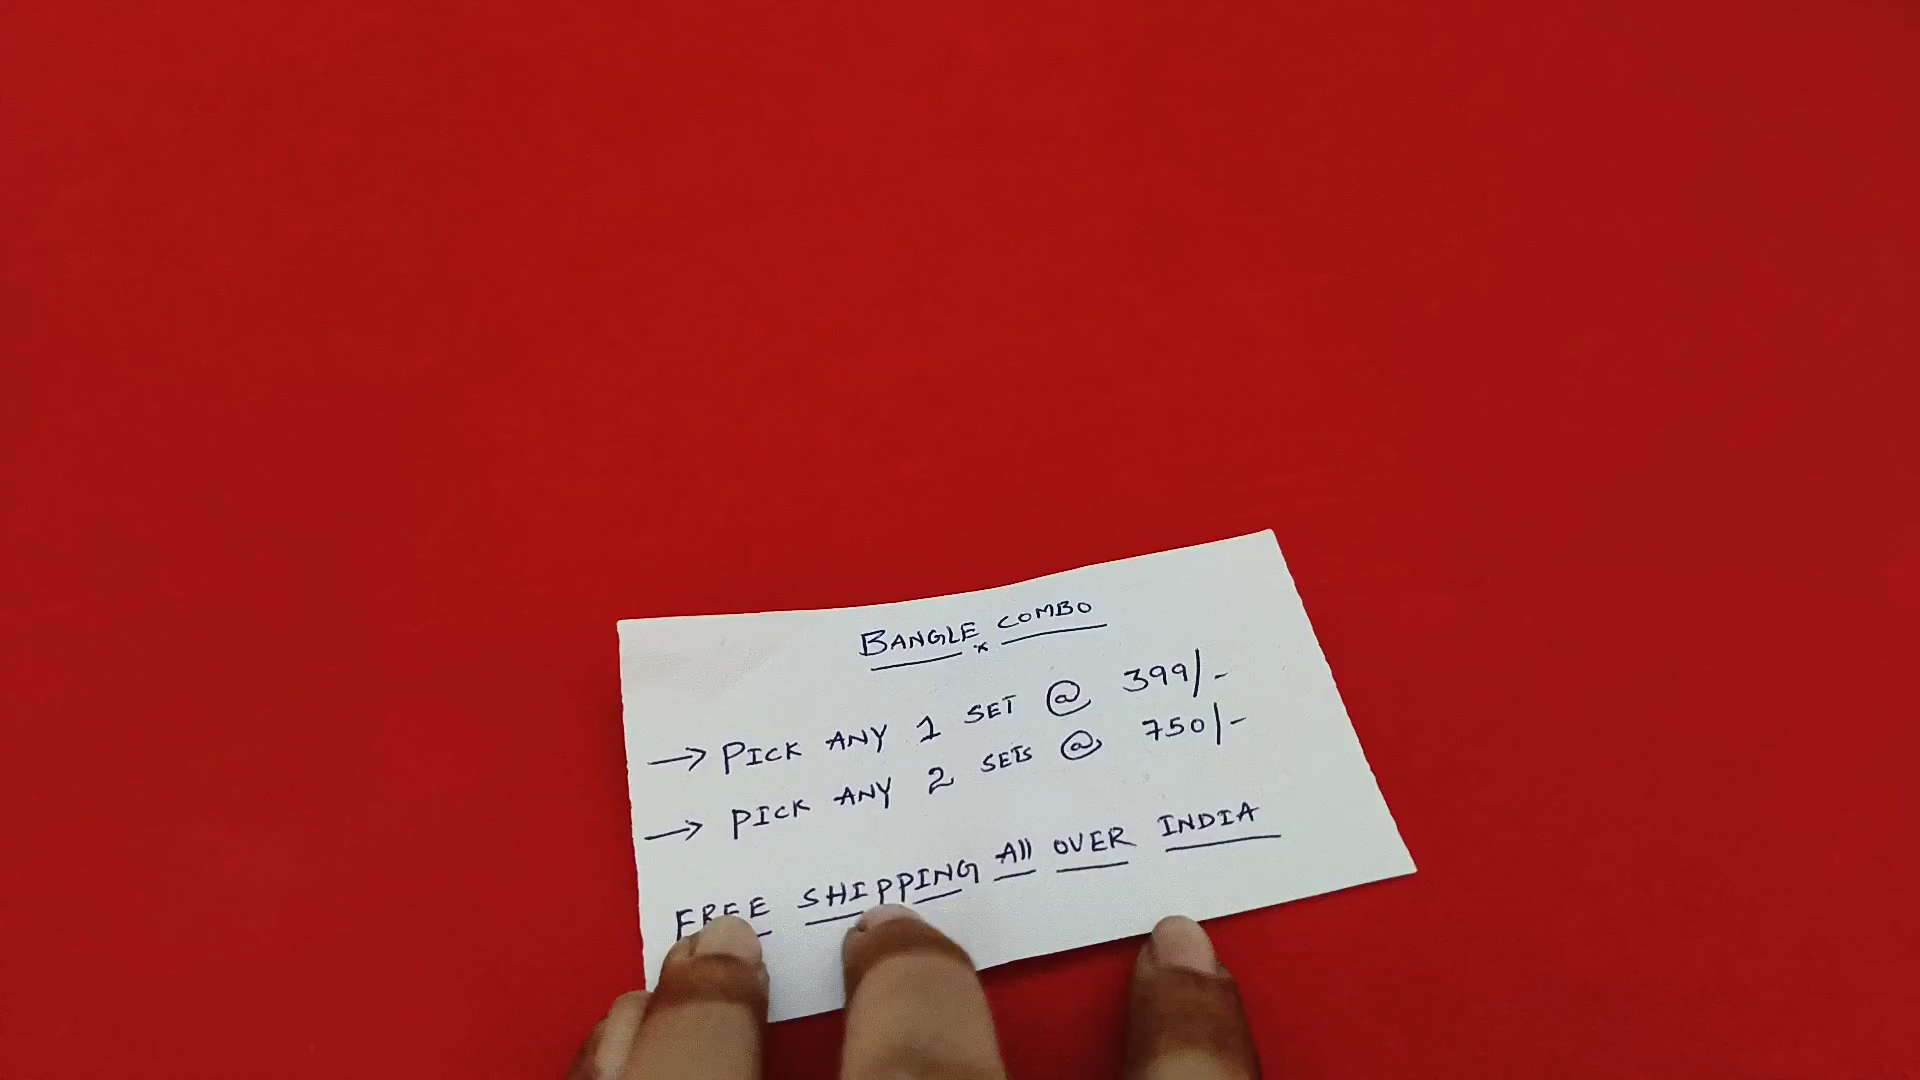 BANGLE COMBO
→ PICK ANY 1 SET @ 399/-
→ PICK ANY 2 SETS @ 750/-
FREE SHIPPING All OVER INDIA